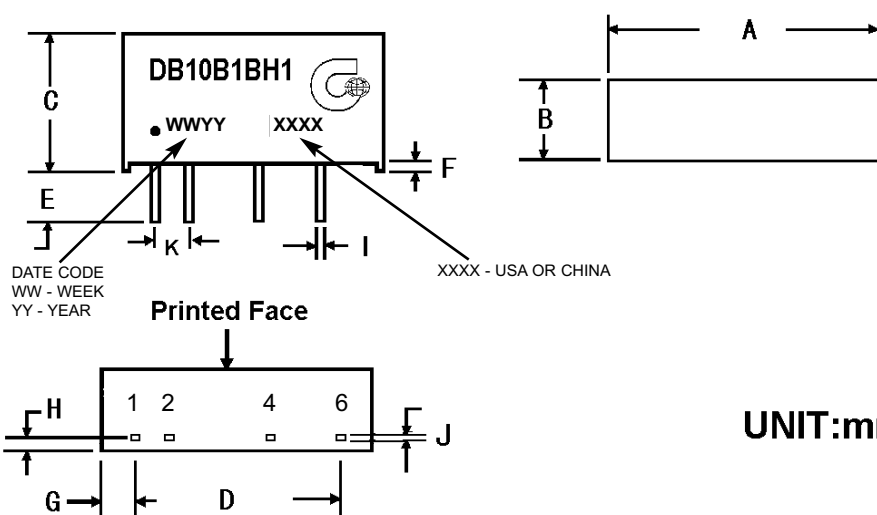 A
DB10B1BH1
C
B
WWYY XXXX
F
E
K
I
DATE CODE
WW - WEEK
YY - YEAR
XXXX - USA OR CHINA
Printed Face
H
1 2 4 6
J
UNIT:m
G
D